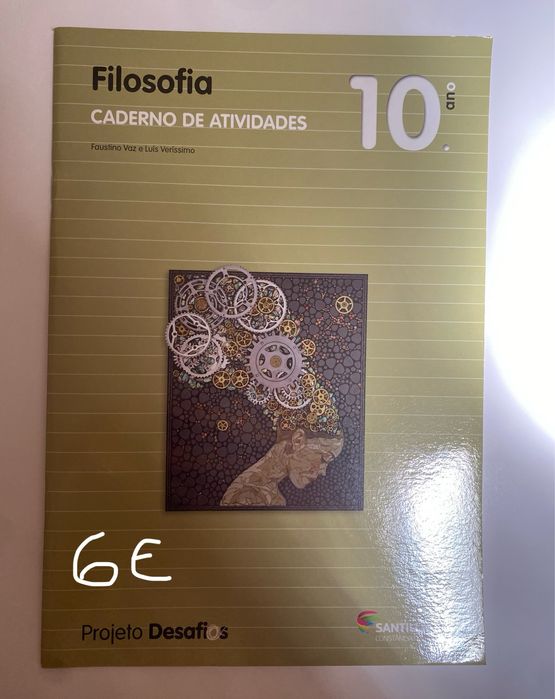 Filosofia
CADERNO DE ATIVIDADES
10.º ano
Faustino Vaz e Luís Veríssimo
6E
Projeto Desafios